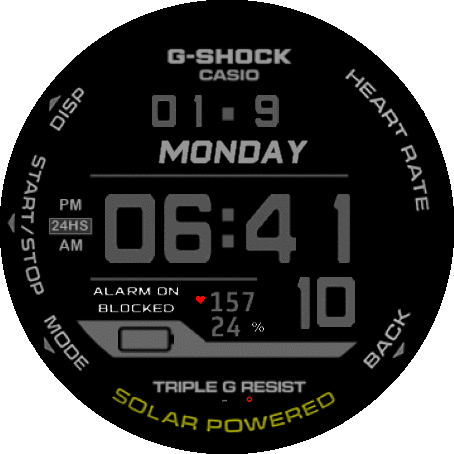 G-SHOCK
CASIO
DISP
HEART RATE
01-9
MONDAY
START/STOP
PM
24HS
AM
06:41
10
ALARM ON
BLOCKED
157
24 %
MODE
BACK
TRIPLE G RESIST
SOLAR POWERED